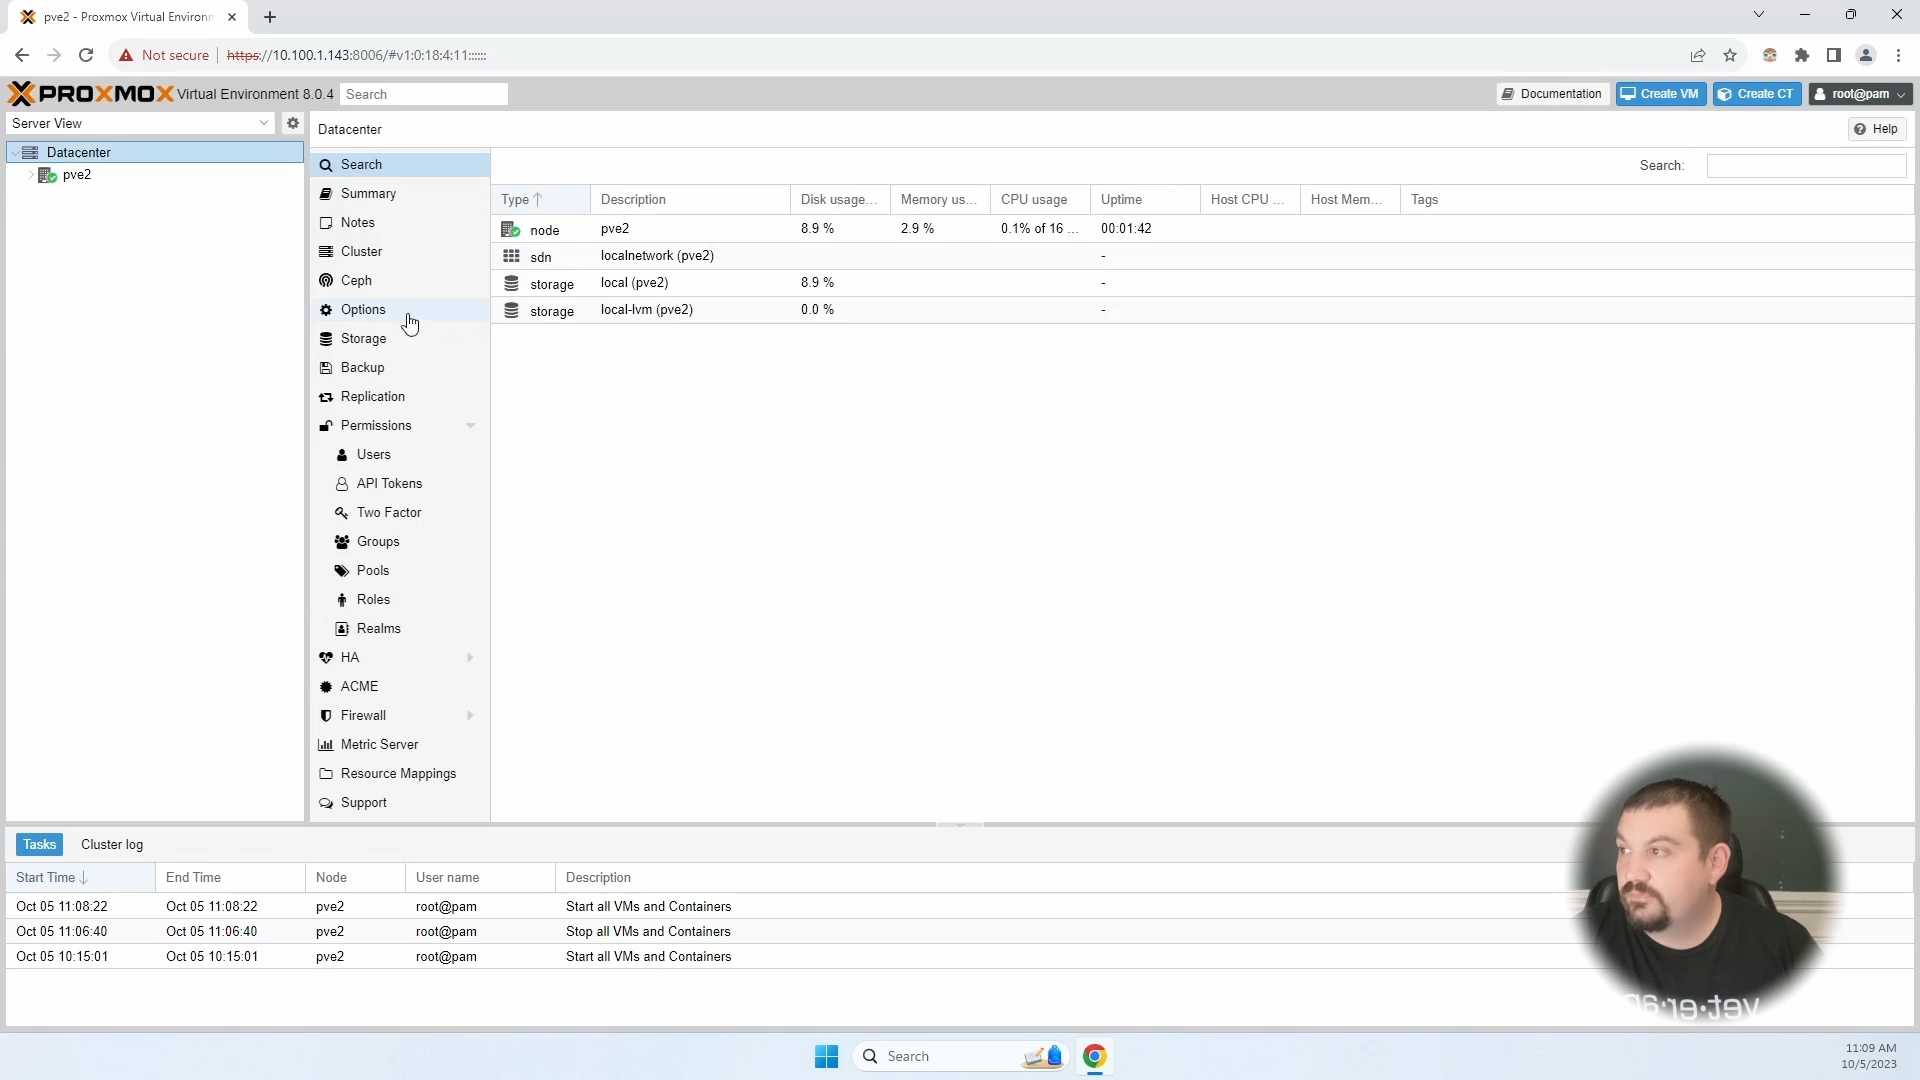 pve2 - Proxmox Virtual Environ
Not secure
https://10.100.1.143:8006/#v1:0:18:4:11::::::
PROXMOX Virtual Environment 8.0.4
Search
Documentation
Create VM
Create CT
root@pam
Server View
Datacenter
Help
Datacenter
pve2
Search
Summary
Notes
Cluster
Ceph
Options
Storage
Backup
Replication
Permissions
Users
API Tokens
Two Factor
Groups
Pools
Roles
Realms
HA
ACME
Firewall
Metric Server
Resource Mappings
Support
Search:
Type Description Disk usage... Memory us... CPU usage Uptime Host CPU ... Host Mem... Tags
node pve2 8.9 % 2.9 % 0.1% of 16 ... 00:01:42
sdn localnetwork (pve2) -
storage local (pve2) 8.9 % -
storage local-lvm (pve2) 0.0 % -
Tasks Cluster log
Start Time End Time Node User name Description
Oct 05 11:08:22 Oct 05 11:08:22 pve2 root@pam Start all VMs and Containers
Oct 05 11:06:40 Oct 05 11:06:40 pve2 root@pam Stop all VMs and Containers
Oct 05 10:15:01 Oct 05 10:15:01 pve2 root@pam Start all VMs and Containers
Search
11:09 AM
10/5/2023